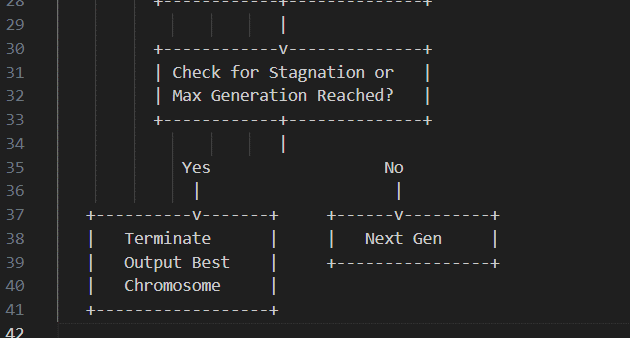 28 +------------+--------------+
29 |
30 +------------v--------------+
31 | Check for Stagnation or |
32 | Max Generation Reached? |
33 +------------+--------------+
34 |
35 Yes No
36 | |
37 +----------v-------+ +------v---------+
38 | Terminate | | Next Gen |
39 | Output Best | +----------------+
40 | Chromosome |
41 +------------------+
42